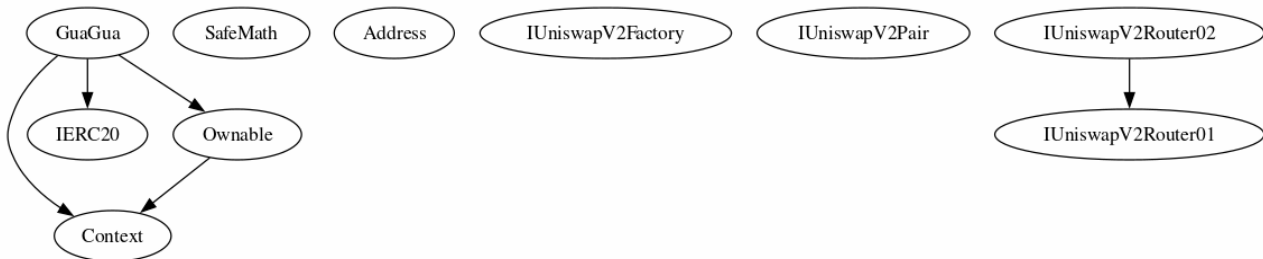 GuaGua SafeMath Address IUniswapV2Factory IUniswapV2Pair IUniswapV2Router02
IERC20 Ownable IUniswapV2Router01
Context